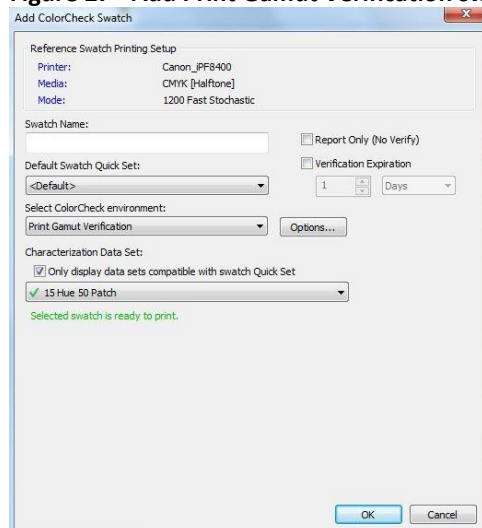 Add ColorCheck Swatch
Reference Swatch Printing Setup
Printer: Canon_iPF8400
Media: CMYK [Halftone]
Mode: 1200 Fast Stochastic
Swatch Name:
Report Only (No Verify)
Default Swatch Quick Set:
Verification Expiration
<Default>
1 Days
Select ColorCheck environment:
Print Gamut Verification
Options...
Characterization Data Set:
Only display data sets compatible with swatch Quick Set
15 Hue 50 Patch
Selected swatch is ready to print.
OK Cancel